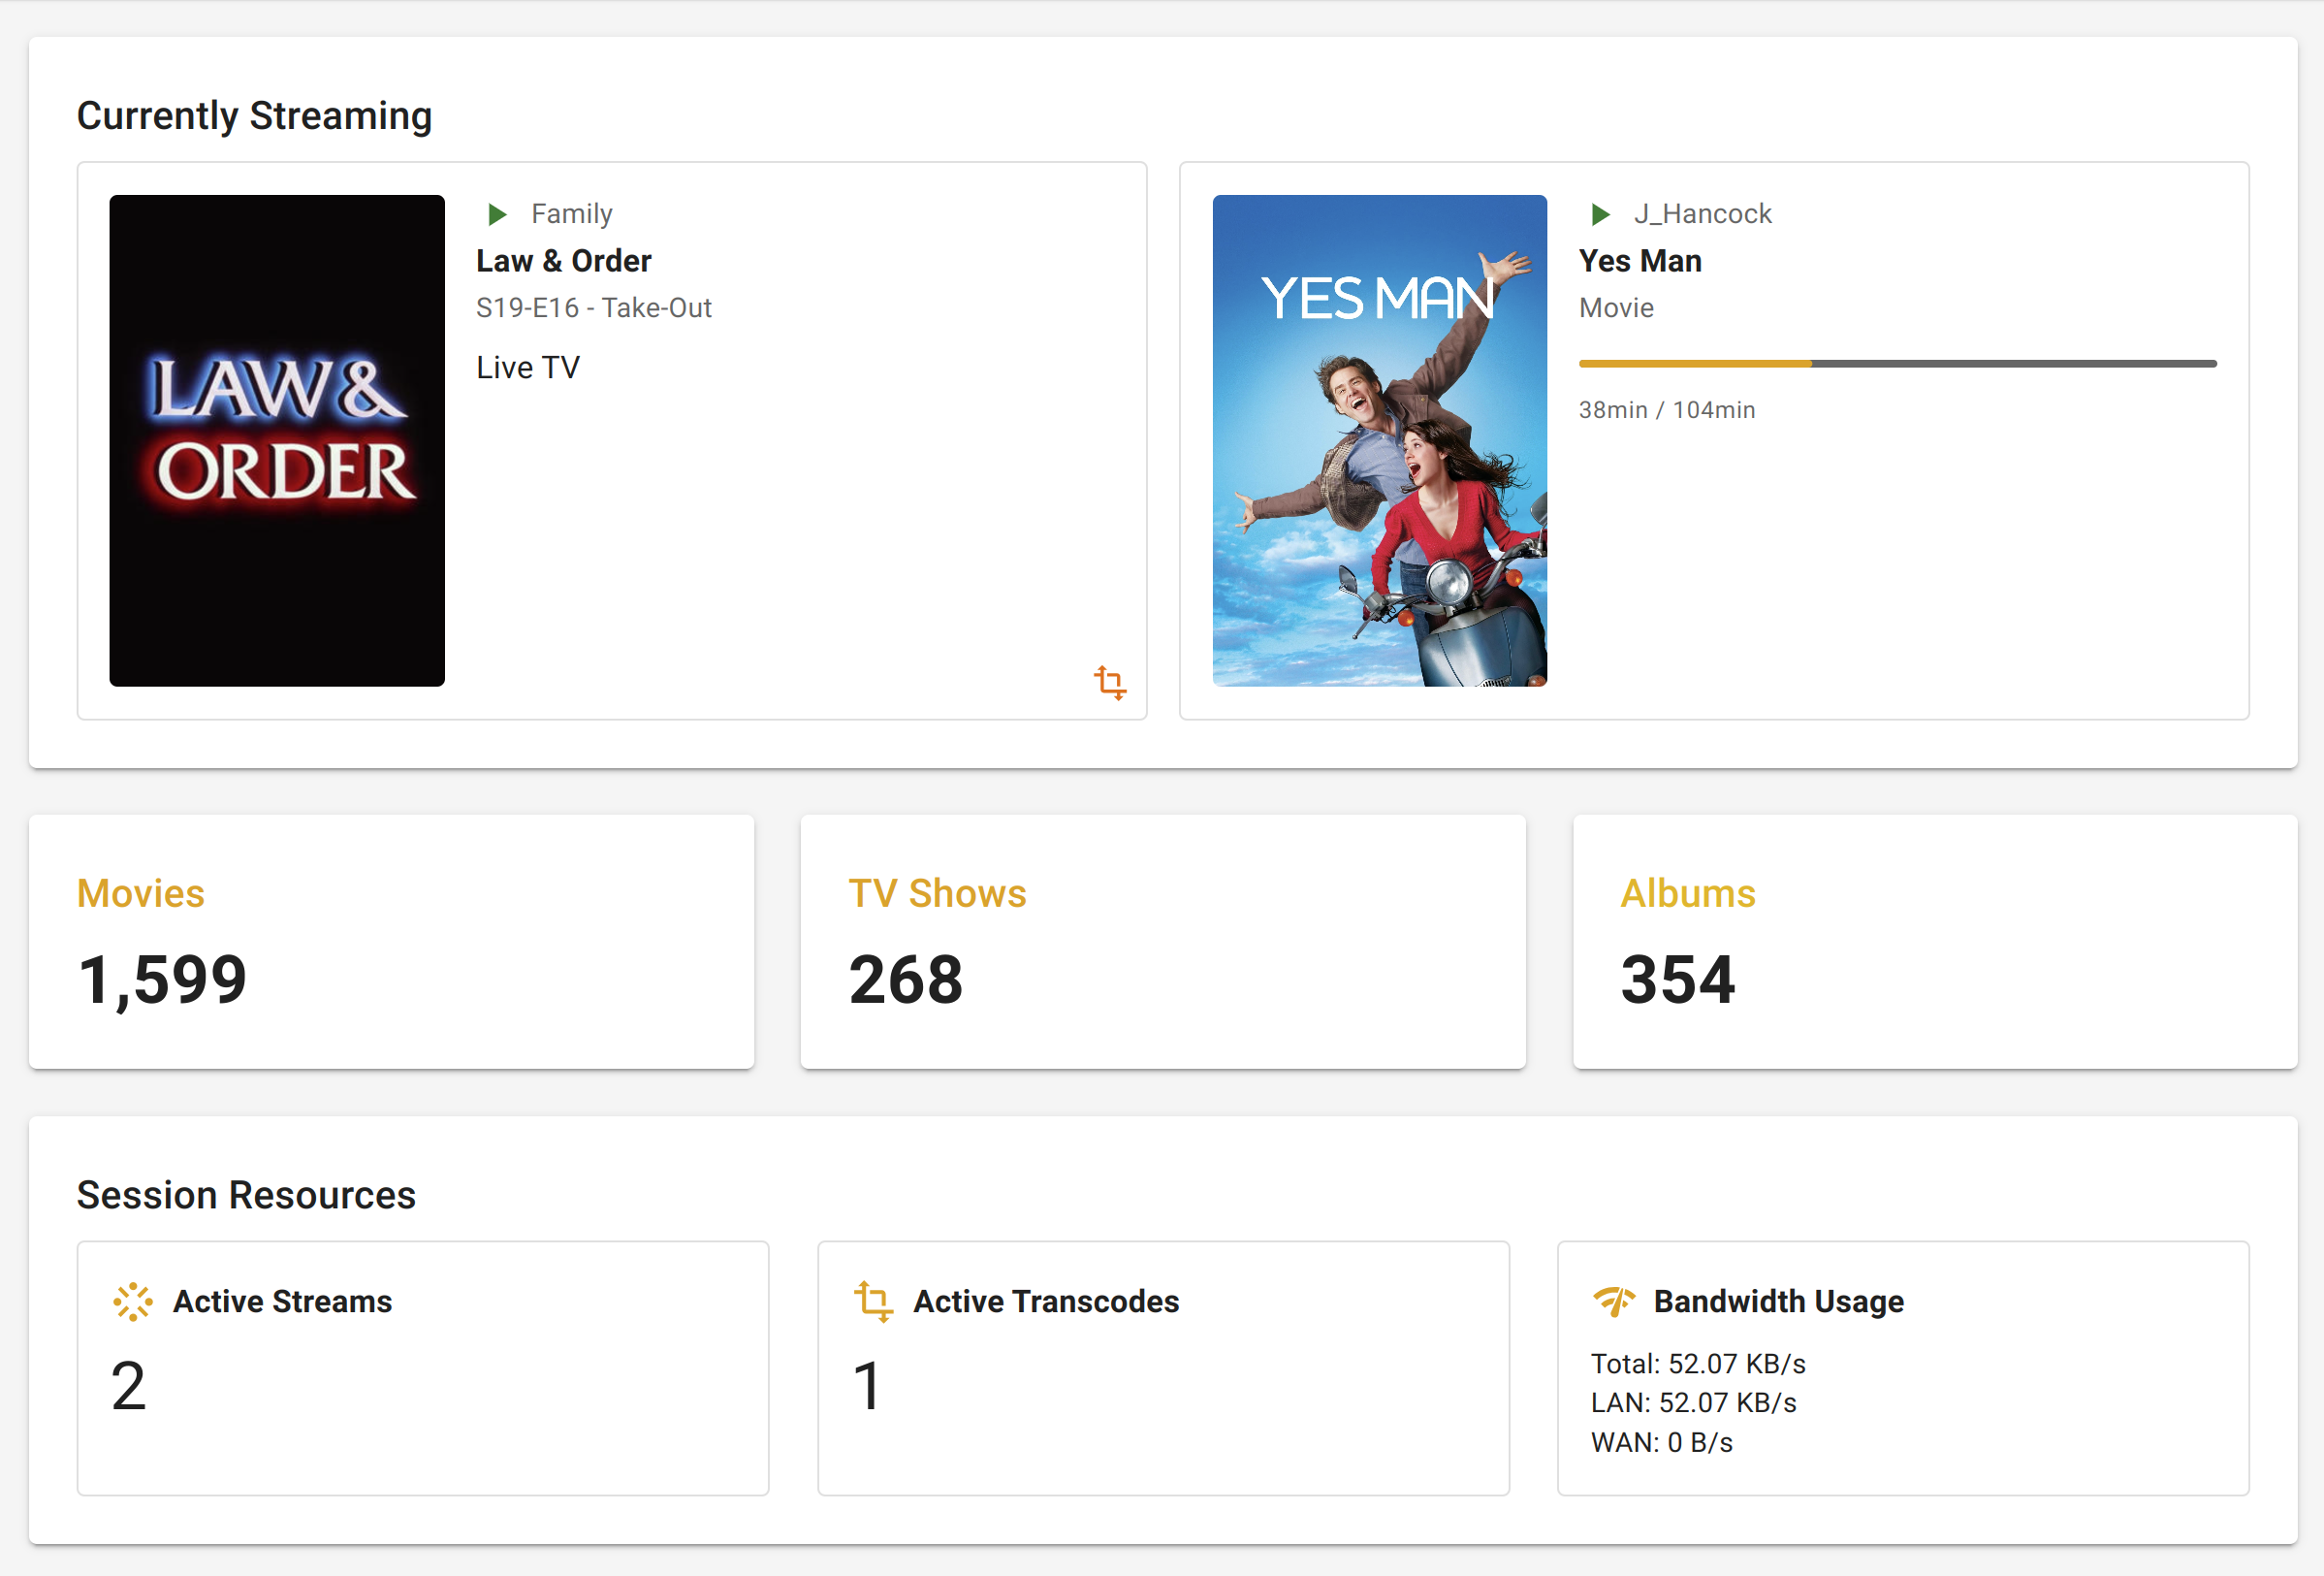 Currently Streaming
LAW &
ORDER
Family
Law & Order
S19-E16 - Take-Out
Live TV
YES MAN
J_Hancock
Yes Man
Movie
38min / 104min
Movies
1,599
TV Shows
268
Albums
354
Session Resources
Active Streams
2
Active Transcodes
1
Bandwidth Usage
Total: 52.07 KB/s
LAN: 52.07 KB/s
WAN: 0 B/s